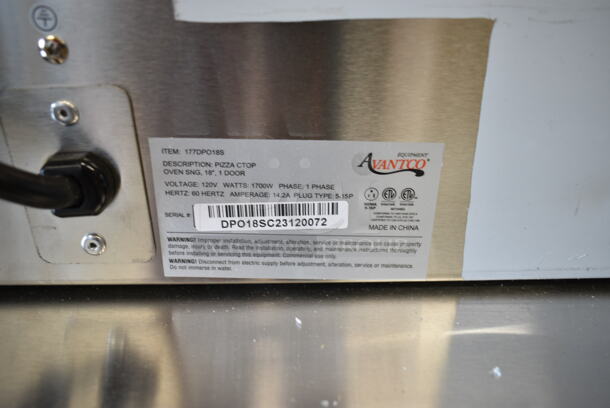 ITEM: 177DPO18S
DESCRIPTION: PIZZA CTOP
OVEN SNG, 18", 1 DOOR
VOLTAGE: 120V WATTS: 1700W PHASE: 1 PHASE
HERTZ: 60 HERTZ AMPERAGE: 14.2A PLUG TYPE: 5-15P
SERIAL #:
DPO18SC23120072
EQUIPMENT
AVANTCO
MADE IN CHINA
WARNING! Improper installation, adjustment, alteration, service or maintenance can cause property
damage, injury or death. Read the installation, operating, and maintenance instructions thoroughly
before installing or servicing this equipment. Commercial use only.
WARNING! Disconnect from electric supply before adjustment, alteration, service or maintenance.
Do not immerse in water.